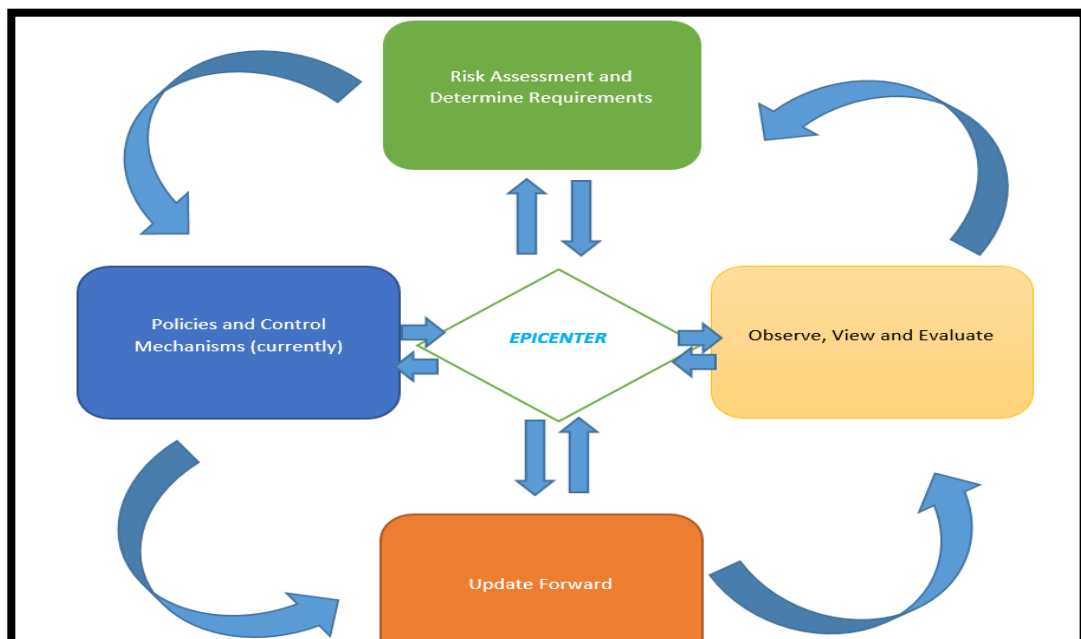 Risk Assessment and
Determine Requirements
Policies and Control
Mechanisms (currently)
EPICENTER
Observe, View and Evaluate
Update Forward